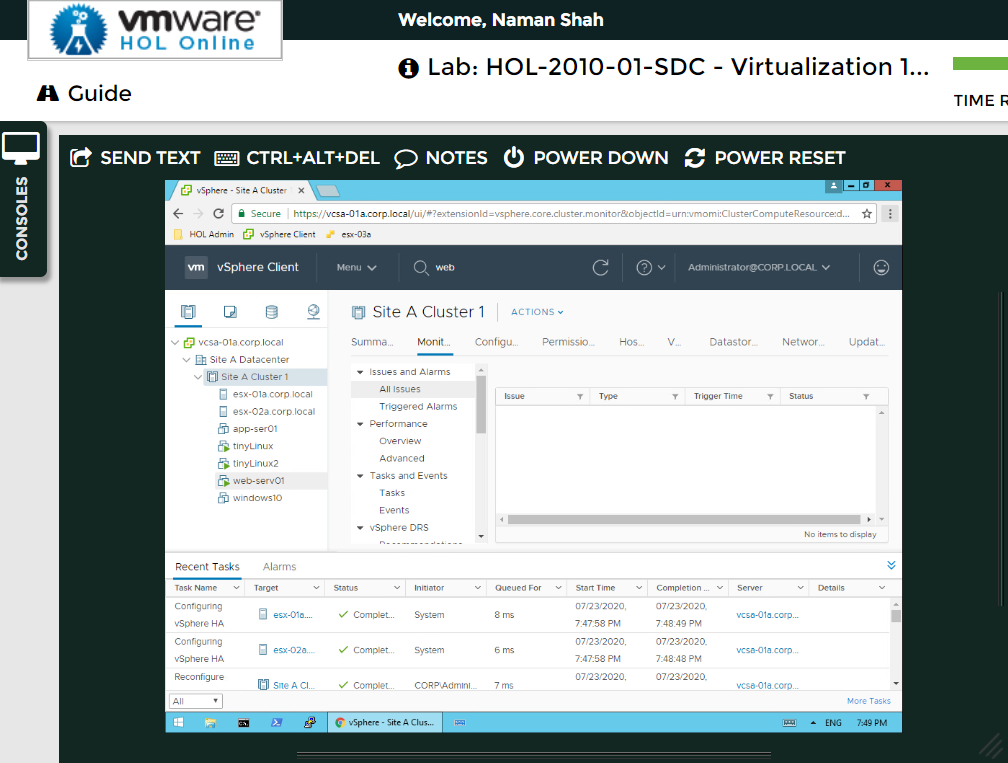 vmware®
HOL Online
Welcome, Naman Shah
Lab: HOL-2010-01-SDC - Virtualization 1...
Guide
TIME R
CONSOLES
SEND TEXT CTRL+ALT+DEL NOTES POWER DOWN POWER RESET
vSphere - Site A Cluster
Secure https://vcsa-01a.corp.local/ui/#?extensionId=vsphere.core.cluster.monitor&objectId=urn:vmomi:ClusterComputeResource:d...
HOL Admin vSphere Client esx-03a
vm vSphere Client Menu web Administrator@CORP.LOCAL
Site A Cluster 1 ACTIONS
Summa... Monit... Configu... Permissio... Hos... V... Datastor... Networ... Updat...
vcsa-01a.corp.local
Site A Datacenter
Site A Cluster 1
esx-01a.corp.local
esx-02a.corp.local
app-ser01
tinyLinux
tinyLinux2
web-serv01
windows10
Issues and Alarms
All Issues
Triggered Alarms
Performance
Overview
Advanced
Tasks and Events
Tasks
Events
vSphere DRS
Recommendations
Issue Type Trigger Time Status
No items to display
Recent Tasks Alarms
Task Name Target Status Initiator Queued For Start Time Completion ... Server Details
Configuring vSphere HA esx-01a.... Complet... System 8 ms 07/23/2020, 7:47:58 PM 07/23/2020, 7:48:49 PM vcsa-01a.corp...
Configuring vSphere HA esx-02a.... Complet... System 6 ms 07/23/2020, 7:47:58 PM 07/23/2020, 7:48:48 PM vcsa-01a.corp...
Reconfigure Site A Cl... Complet... CORP\Admini... 7 ms 07/23/2020, 07/23/2020, vcsa-01a.corp...
All More Tasks
vSphere - Site A Clus... ENG 7:49 PM